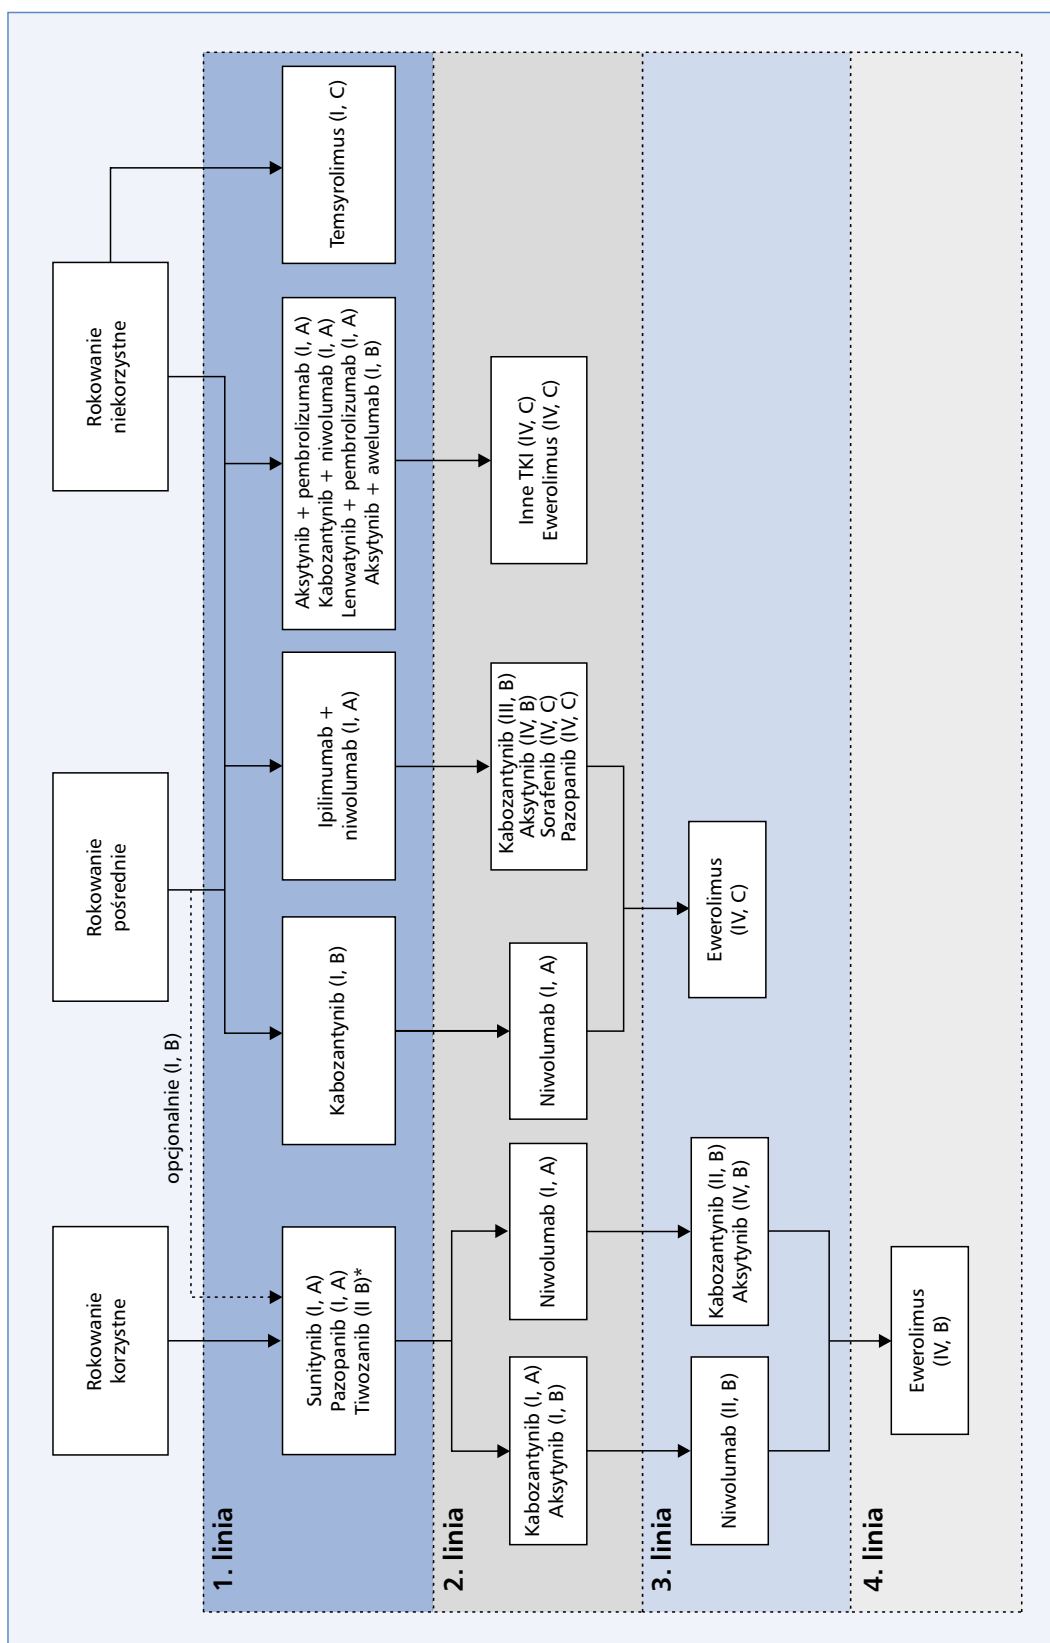 Rokowanie
korzystne
opcjonalnie (I, B)
Rokowanie
pośrednie
Rokowanie
niekorzystne
1. linia
Sunitynib (I, A)
Pazopanib (I, A)
Tiwozanib (II B)*
Kabozantynib (I, B)
Ipilimumab +
niwolumab (I, A)
Aksytynib + pembrolizumab (I, A)
Kabozantynib + niwolumab (I, A)
Lenwatynib + pembrolizumab (I, A)
Aksytynib + awelumab (I, B)
Temsyrolimus (I, C)
2. linia
Kabozantynib (I, A)
Aksytynib (I, B)
Niwolumab (I, A)
Niwolumab (I, A)
Kabozantynib (III, B)
Aksytynib (IV, B)
Sorafenib (IV, C)
Pazopanib (IV, C)
Inne TKI (IV, C)
Ewerolimus (IV, C)
3. linia
Niwolumab (II, B)
Kabozantynib (II, B)
Aksytynib (IV, B)
Ewerolimus
(IV, C)
4. linia
Ewerolimus
(IV, B)